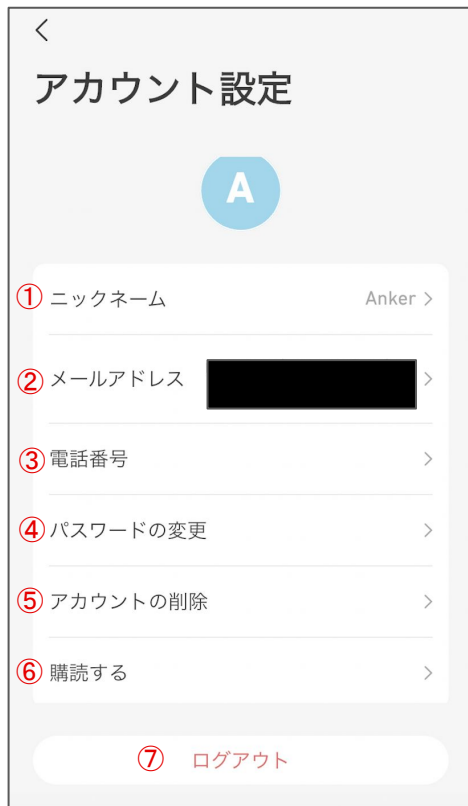 アカウント設定
A
① ニックネーム Anker
② メールアドレス
③ 電話番号
④ パスワードの変更
⑤ アカウントの削除
⑥ 購読する
⑦ ログアウト